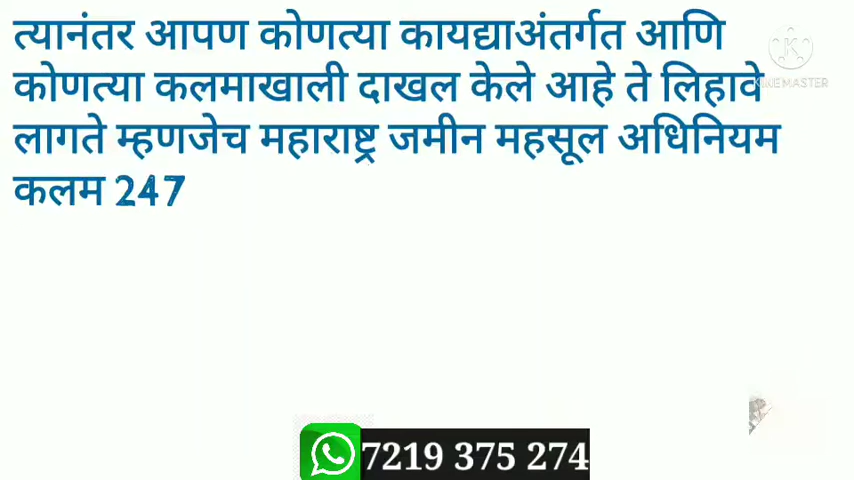 त्यानंतर आपण कोणत्या कायद्याअंतर्गत आणि
कोणत्या कलमाखाली दाखल केले आहे ते लिहावे
लागते म्हणजेच महाराष्ट्र जमीन महसूल अधिनियम
कलम 247
KINEMASTER
7219 375 274